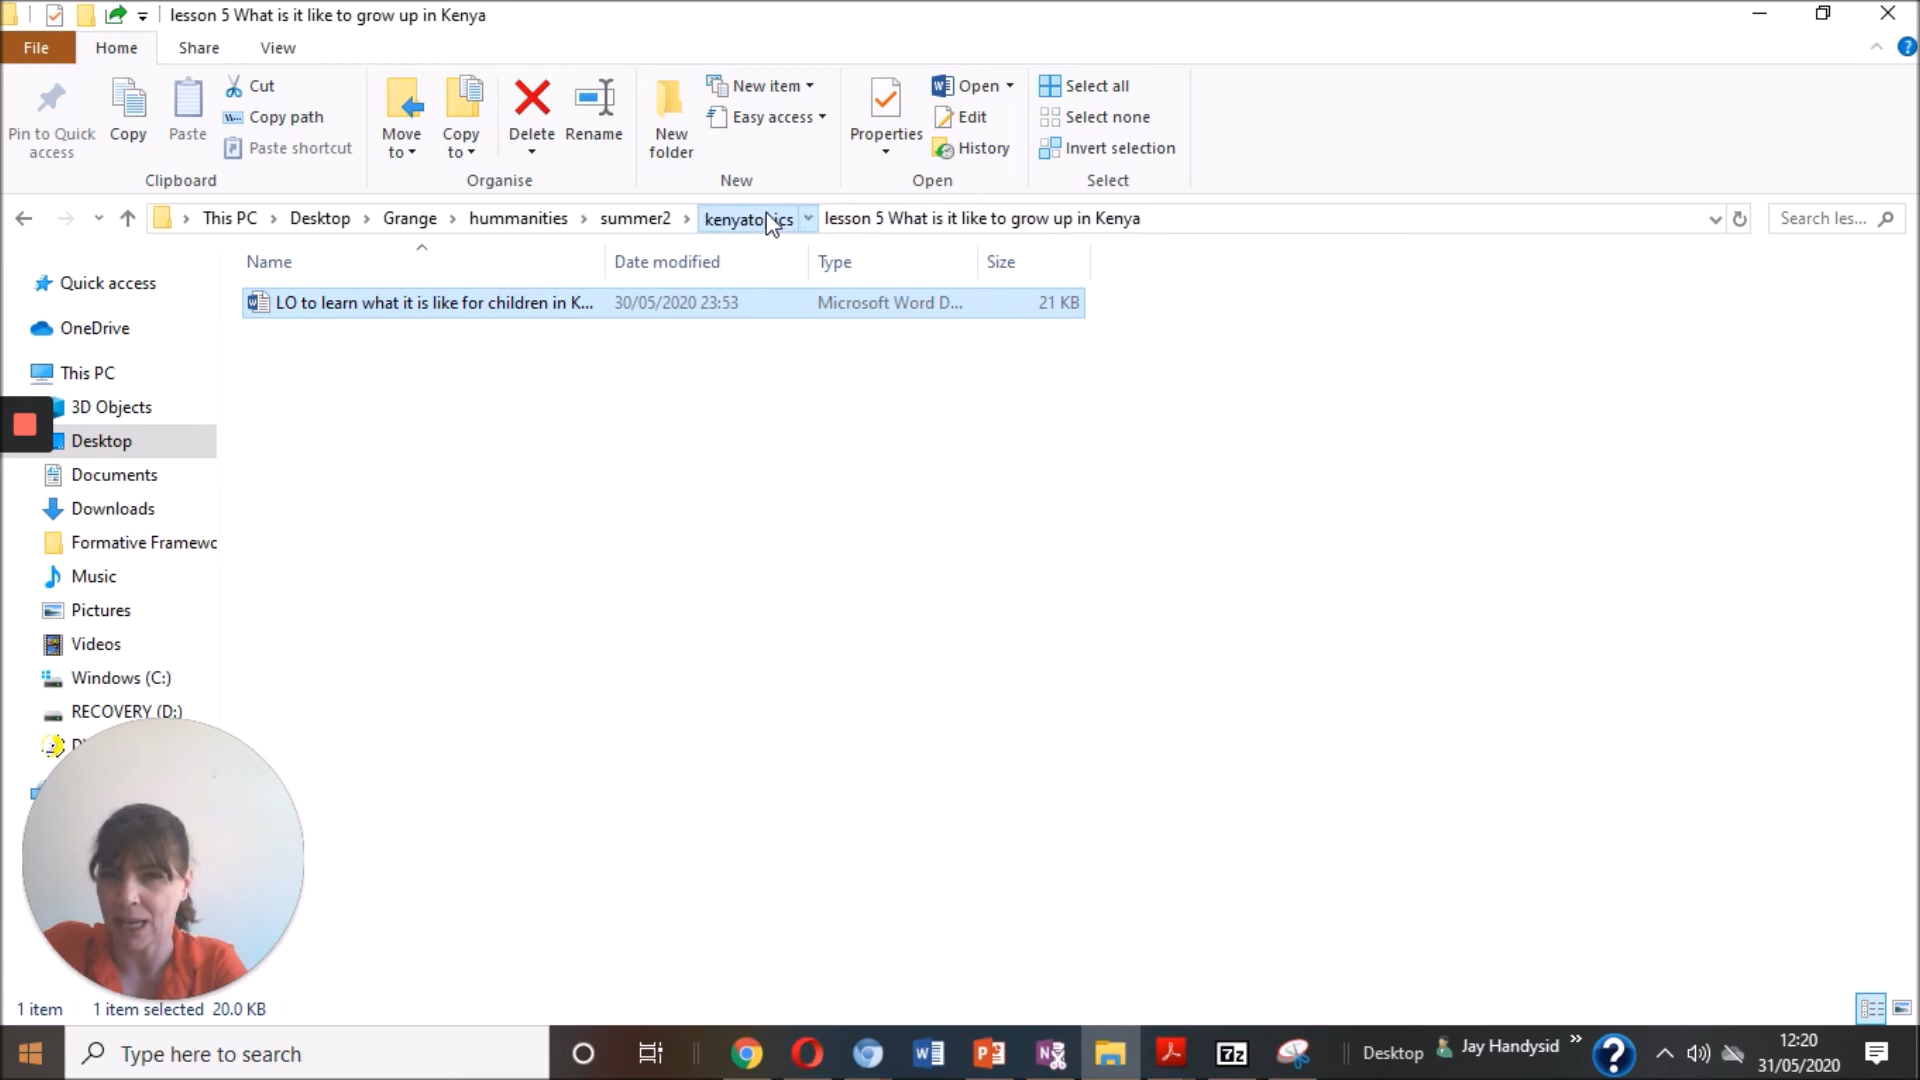 lesson 5 What is it like to grow up in Kenya
File Home Share View
Pin to Quick access
Copy
Paste
Cut
Copy path
Paste shortcut
Clipboard
Move to
Copy to
Delete
Rename
Organise
New folder
New item
Easy access
New
Properties
Open
Edit
History
Open
Select all
Select none
Invert selection
Select
This PC > Desktop > Grange > hummanities > summer2 > lesson 5 What is it like to grow up in Kenya
Search les...
Name Date modified Type Size
LO to learn what it is like for children in K... 30/05/2020 23:53 Microsoft Word D... 21 KB
Quick access
OneDrive
This PC
3D Objects
Desktop
Documents
Downloads
Formative Framewo
Music
Pictures
Videos
Windows (C:)
RECOVERY (D:)
1 item 1 item selected 20.0 KB
Type here to search
7z
Desktop
Jay Handysid
12:20
31/05/2020